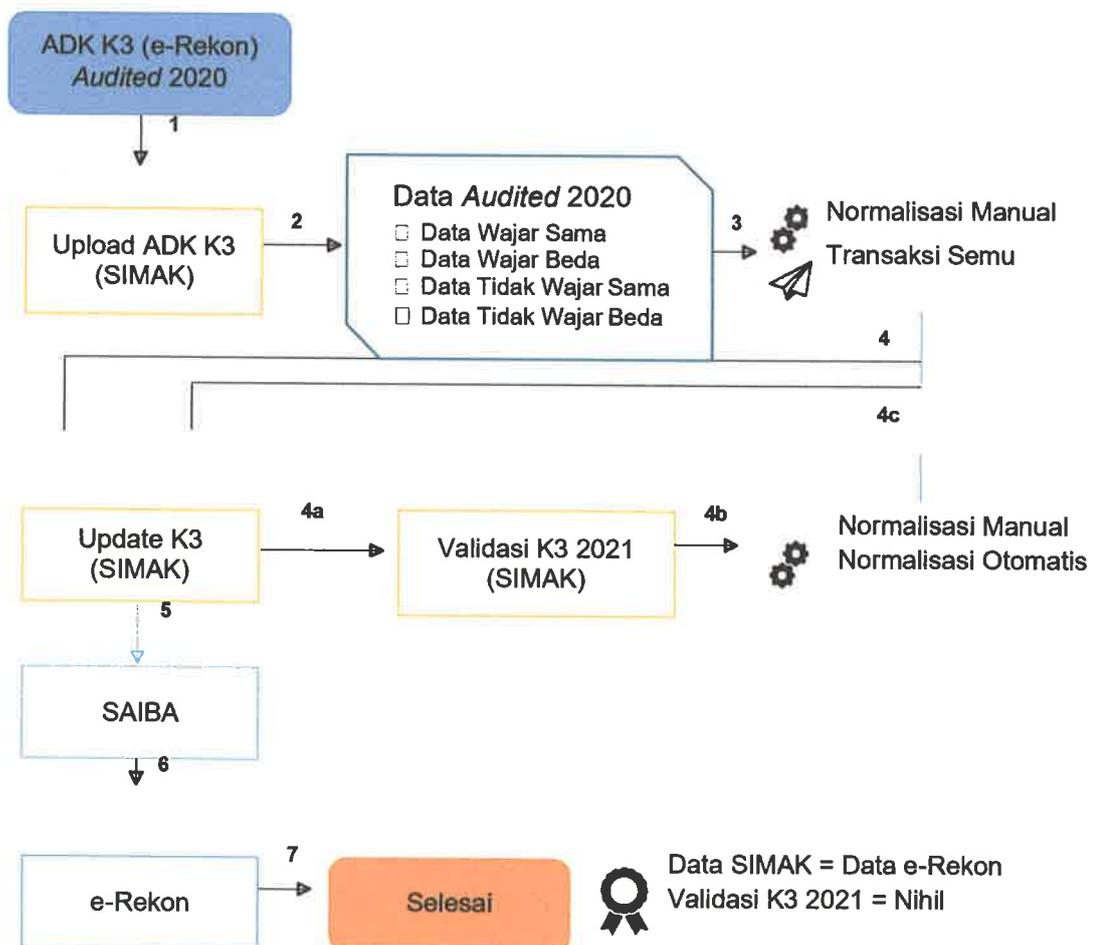 ADK K3 (e-Rekon)
Audited 2020
1
Upload ADK K3
(SIMAK)
2
Data Audited 2020
Data Wajar Sama
Data Wajar Beda
Data Tidak Wajar Sama
Data Tidak Wajar Beda
3
Normalisasi Manual
Transaksi Semu
4
4c
Update K3
(SIMAK)
4a
Validasi K3 2021
(SIMAK)
4b
Normalisasi Manual
Normalisasi Otomatis
5
SAIBA
6
e-Rekon
7
Selesai
Data SIMAK = Data e-Rekon
Validasi K3 2021 = Nihil